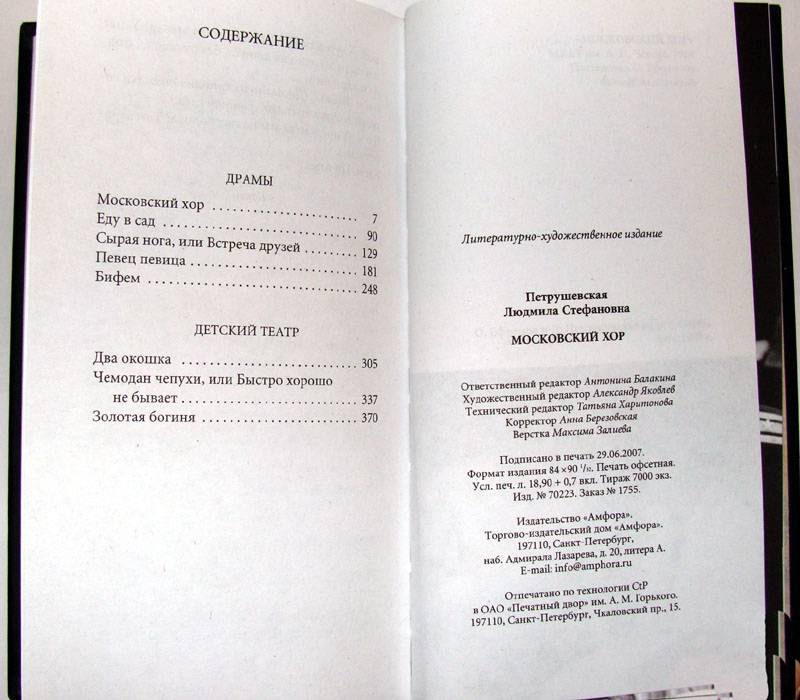 СОДЕРЖАНИЕ
ДРАМЫ
Московский хор . . . . . . . . . . . . . . . . . . . . . . 7
Еду в сад . . . . . . . . . . . . . . . . . . . . . . . . . . . . 90
Сырая нога, или Встреча друзей . . . . . . . . 129
Певец певица . . . . . . . . . . . . . . . . . . . . . . . . 181
Бифем . . . . . . . . . . . . . . . . . . . . . . . . . . . . . . 248
ДЕТСКИЙ ТЕАТР
Два окошка . . . . . . . . . . . . . . . . . . . . . . . . . . 305
Чемодан чепухи, или Быстро хорошо
не бывает . . . . . . . . . . . . . . . . . . . . . . . . . . 337
Золотая богиня . . . . . . . . . . . . . . . . . . . . . . . 370
Литературно-художественное издание
Петрушевская
Людмила Стефановна
МОСКОВСКИЙ ХОР
Ответственный редактор Антонина Балакина
Художественный редактор Александр Яковлев
Технический редактор Татьяна Харитонова
Корректор Анна Березовская
Верстка Максима Залиева
Подписано в печать 29.06.2007.
Формат издания 84 ×90 ¹/₃₂. Печать офсетная.
Усл. печ. л. 18,90 + 0,7 вкл. Тираж 7000 экз.
Изд. № 70223. Заказ № 1755.
Издательство «Амфора».
Торгово-издательский дом «Амфора».
197110, Санкт-Петербург,
наб. Адмирала Лазарева, д. 20, литера А.
E-mail: info@amphora.ru
Отпечатано по технологии CtP
в ОАО «Печатный двор» им. А. М. Горького.
197110, Санкт-Петербург, Чкаловский пр., 15.